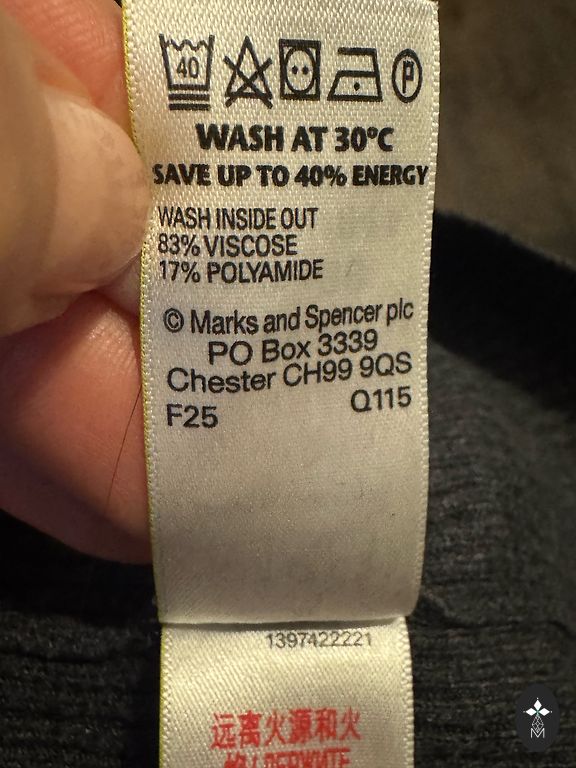 40 P
WASH AT 30°C
SAVE UP TO 40% ENERGY
WASH INSIDE OUT
83% VISCOSE
17% POLYAMIDE
© Marks and Spencer plc
PO Box 3339
Chester CH99 9QS
F25 Q115
1397422221
远离火源和火